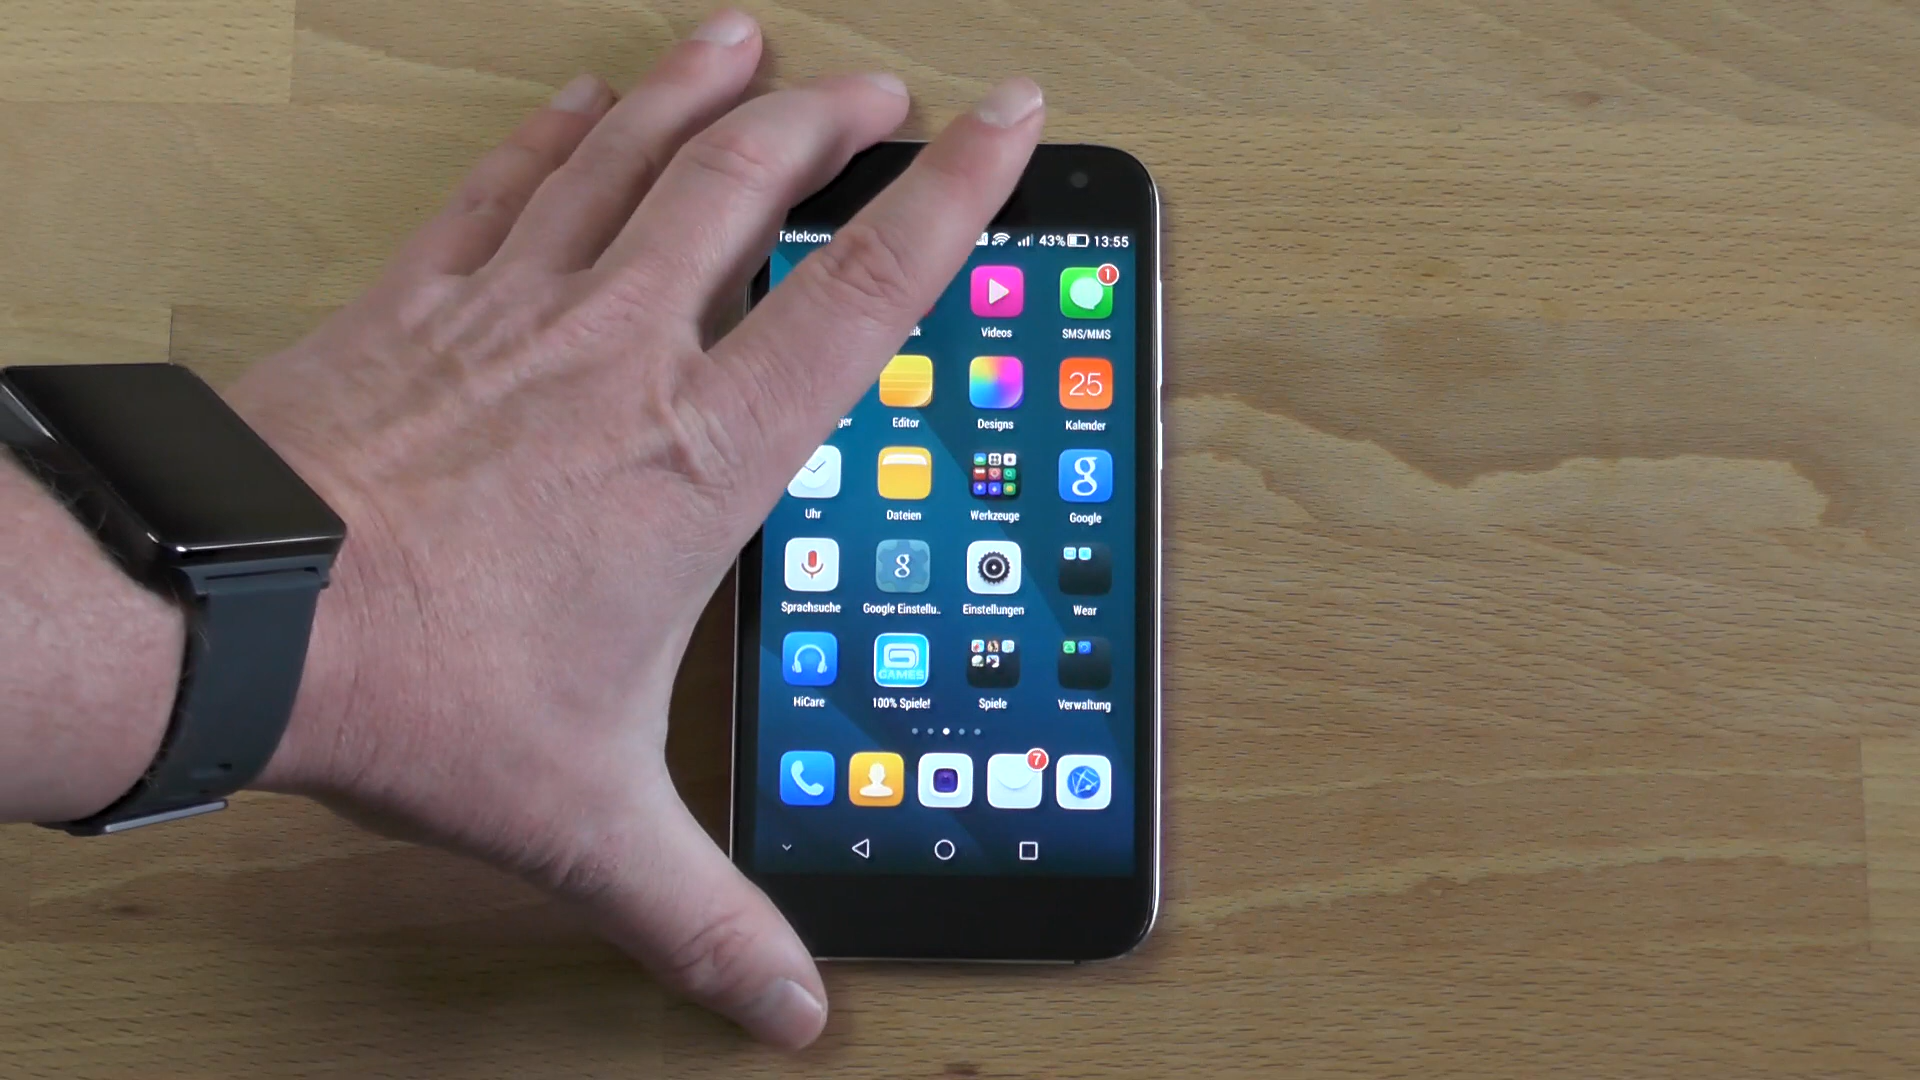 Telekom 43% 13:55
1
Videos SMS/MMS
25
Editor Designs Kalender
g
Uhr Dateien Werkzeuge Google
g
Sprachsuche Google Einstellu.. Einstellungen Wear
GAMES
HiCare 100% Spiele! Spiele Verwaltung
7